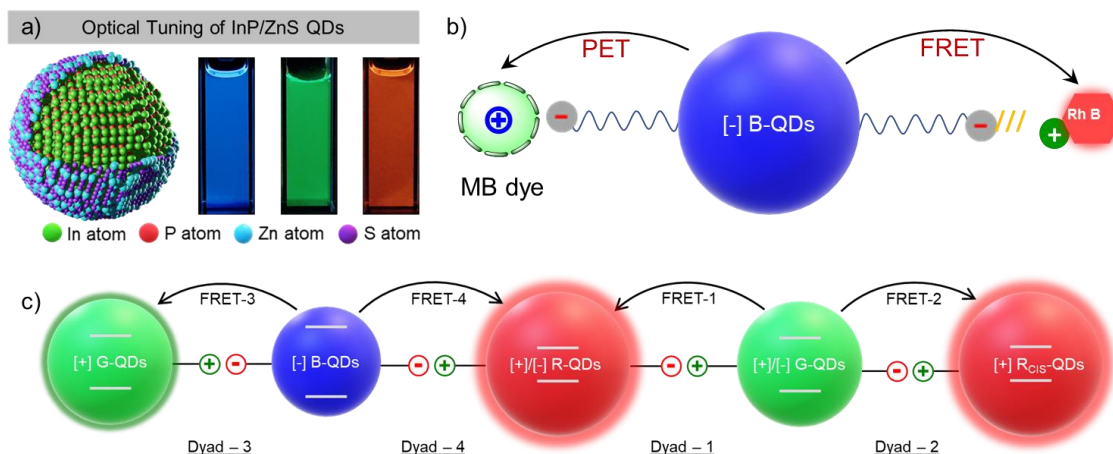 a)
Optical Tuning of InP/ZnS QDs
In atom
P atom
Zn atom
S atom
b)
PET
FRET
+
MB dye
-
[-] B-QDs
-
+
Rh B
c)
FRET-3
FRET-4
FRET-1
FRET-2
[+] G-QDs
+ -
[-] B-QDs
- +
[+]/[-] R-QDs
- +
[+]/[-] G-QDs
- +
[+] RCIS-QDs
Dyad – 3
Dyad – 4
Dyad – 1
Dyad – 2